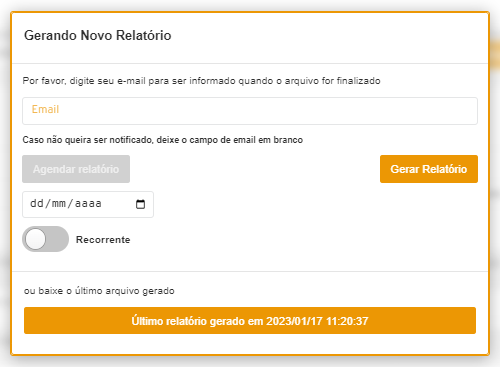 Gerando Novo Relatório
Por favor, digite seu e-mail para ser informado quando o arquivo for finalizado
Email
Caso não queira ser notificado, deixe o campo de email em branco
Agendar relatório
Gerar Relatório
dd/mm/aaaa
Recorrente
ou baixe o último arquivo gerado
Último relatório gerado em 2023/01/17 11:20:37